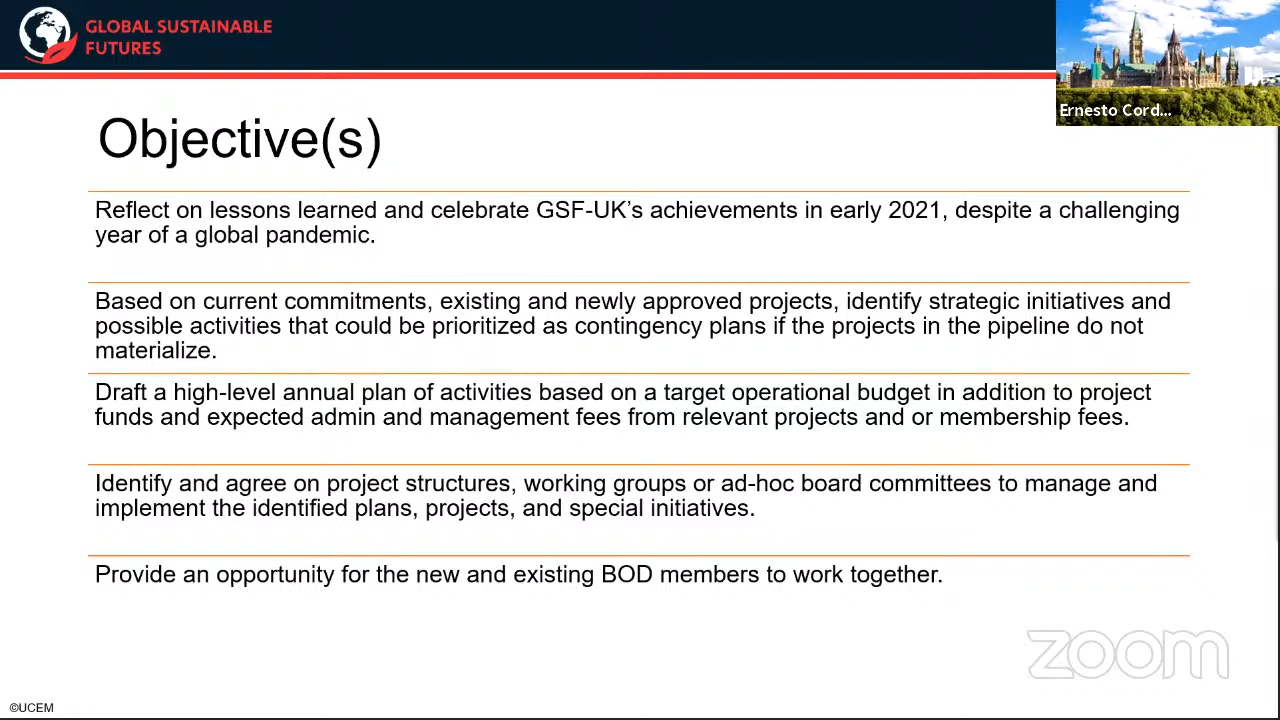 GLOBAL SUSTAINABLE
FUTURES
Ernesto Cord...
Objective(s)
Reflect on lessons learned and celebrate GSF-UK’s achievements in early 2021, despite a challenging
year of a global pandemic.
Based on current commitments, existing and newly approved projects, identify strategic initiatives and
possible activities that could be prioritized as contingency plans if the projects in the pipeline do not
materialize.
Draft a high-level annual plan of activities based on a target operational budget in addition to project
funds and expected admin and management fees from relevant projects and or membership fees.
Identify and agree on project structures, working groups or ad-hoc board committees to manage and
implement the identified plans, projects, and special initiatives.
Provide an opportunity for the new and existing BOD members to work together.
zoom
©UCEM